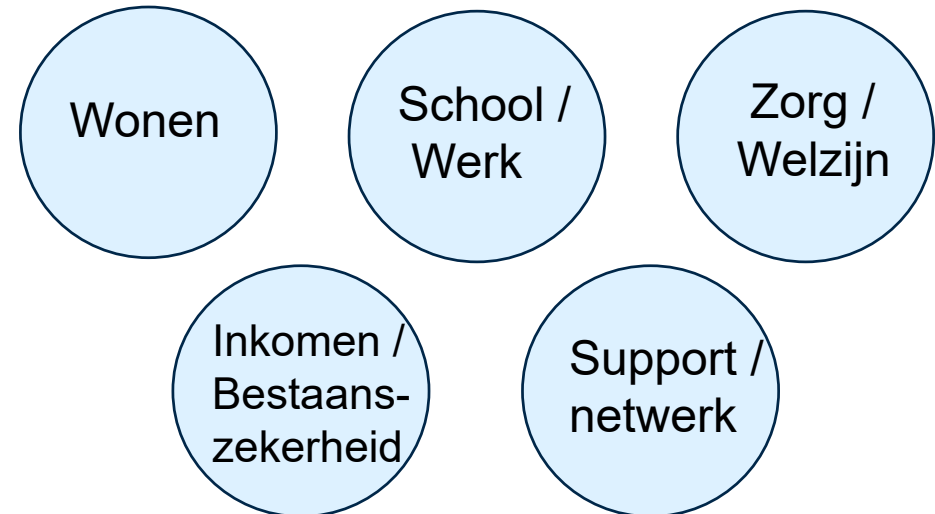 Wonen
School /
Werk
Zorg /
Welzijn
Inkomen /
Bestaans-
zekerheid
Support /
netwerk